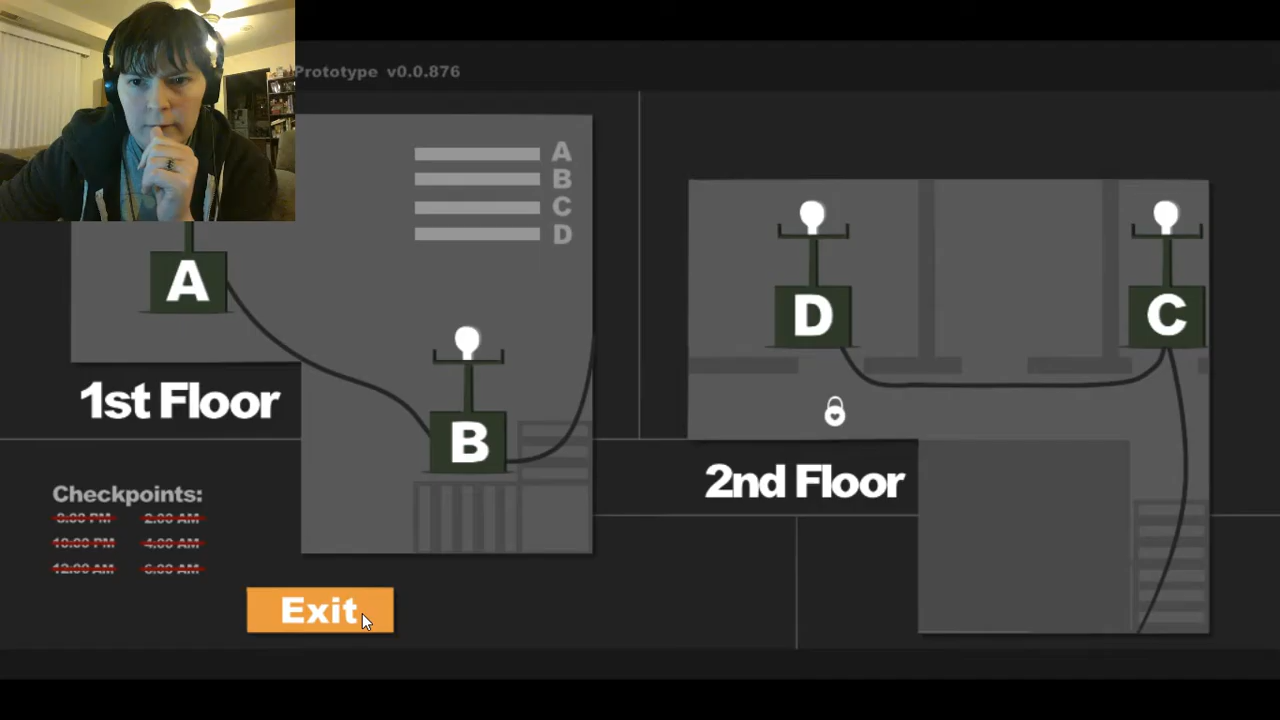 Prototype v0.0.876
A
B
C
D
A
D
C
1st Floor
B
2nd Floor
Checkpoints:
8:00 PM 2:00 AM
10:00 PM 4:00 AM
12:00 AM 6:00 AM
Exit